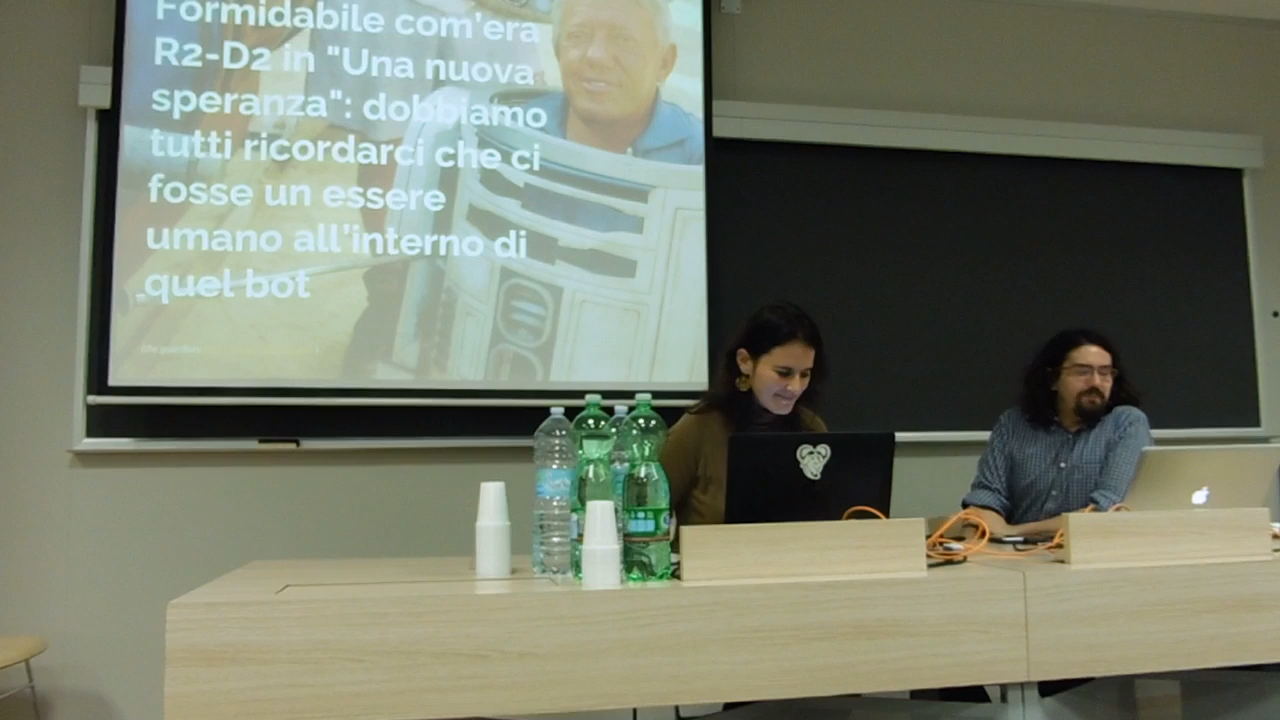 Formidabile com'era
R2-D2 in "Una nuova
speranza": dobbiamo
tutti ricordarci che ci
fosse un essere
umano all'interno di
quel bot